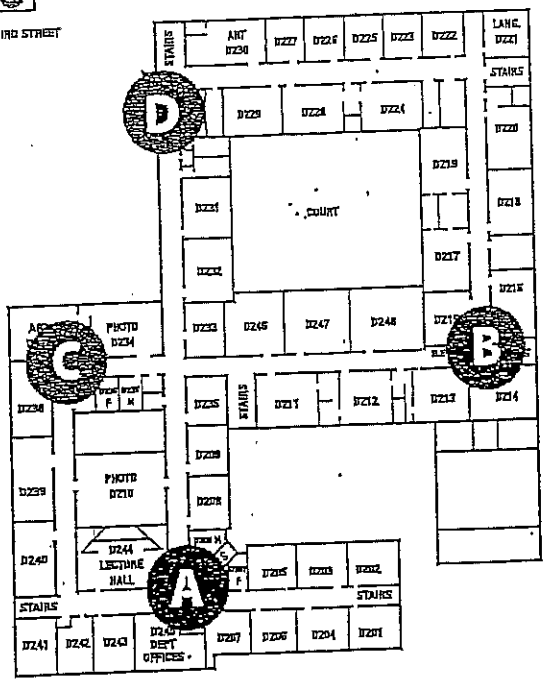 IRD STREET
STAIRS
ART
D230
D227
D226
D225
D223
D222
LANG.
D221
STAIRS
D
D229
D228
D224
D220
D219
D231
COURT
D218
D232
D217
D216
D233
D245
D247
D248
PHOTO
D234
C
B
D238
F
M
D235
STAIRS
D211
D212
D213
D214
D239
PHOTO
D210
D209
D208
D240
D244
LECTURE
HALL
A
F
D205
D203
D202
STAIRS
STAIRS
D241
D242
D243
DEPT
OFFICES
D207
D206
D204
D201